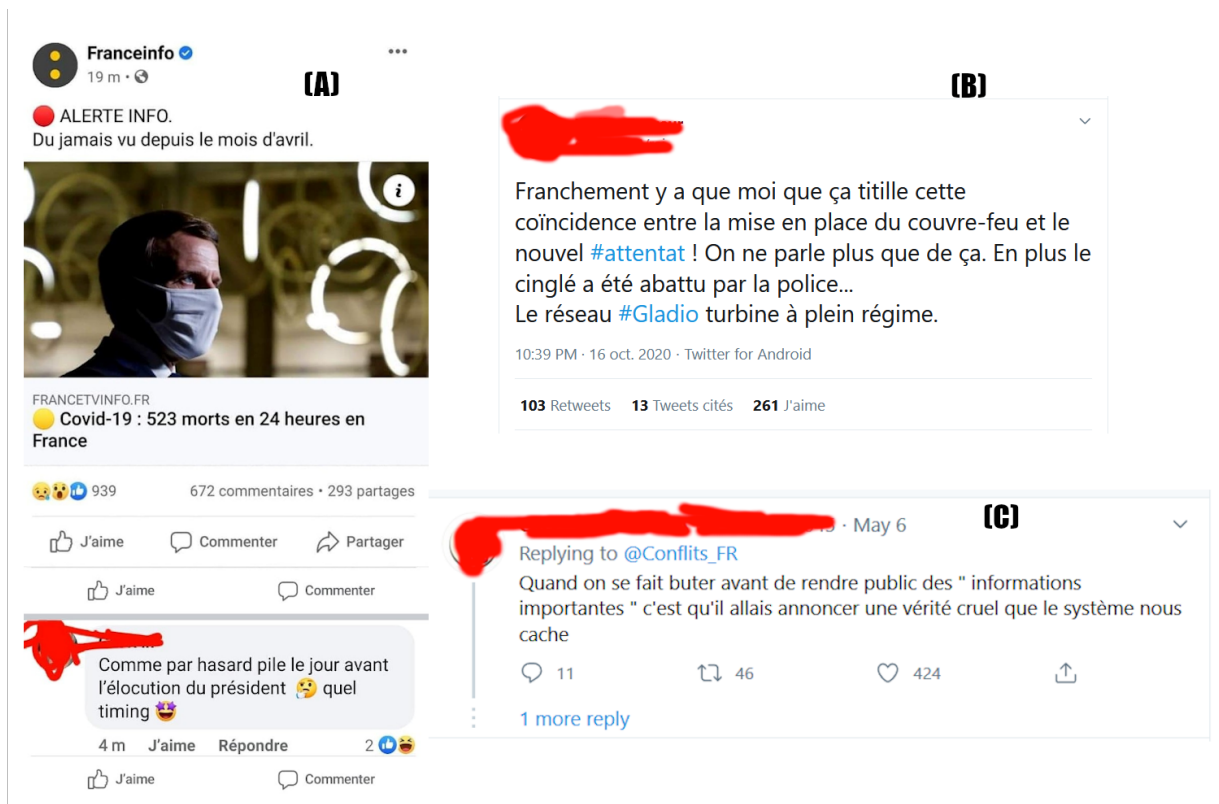 Franceinfo
19 m
(A)
ALERTE INFO.
Du jamais vu depuis le mois d'avril.
i
FRANCETVINFO.FR
Covid-19 : 523 morts en 24 heures en
France
939
672 commentaires • 293 partages
J'aime Commenter Partager
J'aime Commenter
Comme par hasard pile le jour avant
l'élocution du président 🤔 quel
timing 🤩
4 m J'aime Répondre 2
J'aime Commenter
(B)
Franchement y a que moi que ça titille cette
coïncidence entre la mise en place du couvre-feu et le
nouvel #attentat ! On ne parle plus que de ça. En plus le
cinglé a été abattu par la police...
Le réseau #Gladio turbine à plein régime.
10:39 PM · 16 oct. 2020 · Twitter for Android
103 Retweets 13 Tweets cités 261 J'aime
(C)
· May 6
Replying to @Conflits_FR
Quand on se fait buter avant de rendre public des " informations
importantes " c'est qu'il allais annoncer une vérité cruel que le système nous
cache
11 46 424
1 more reply